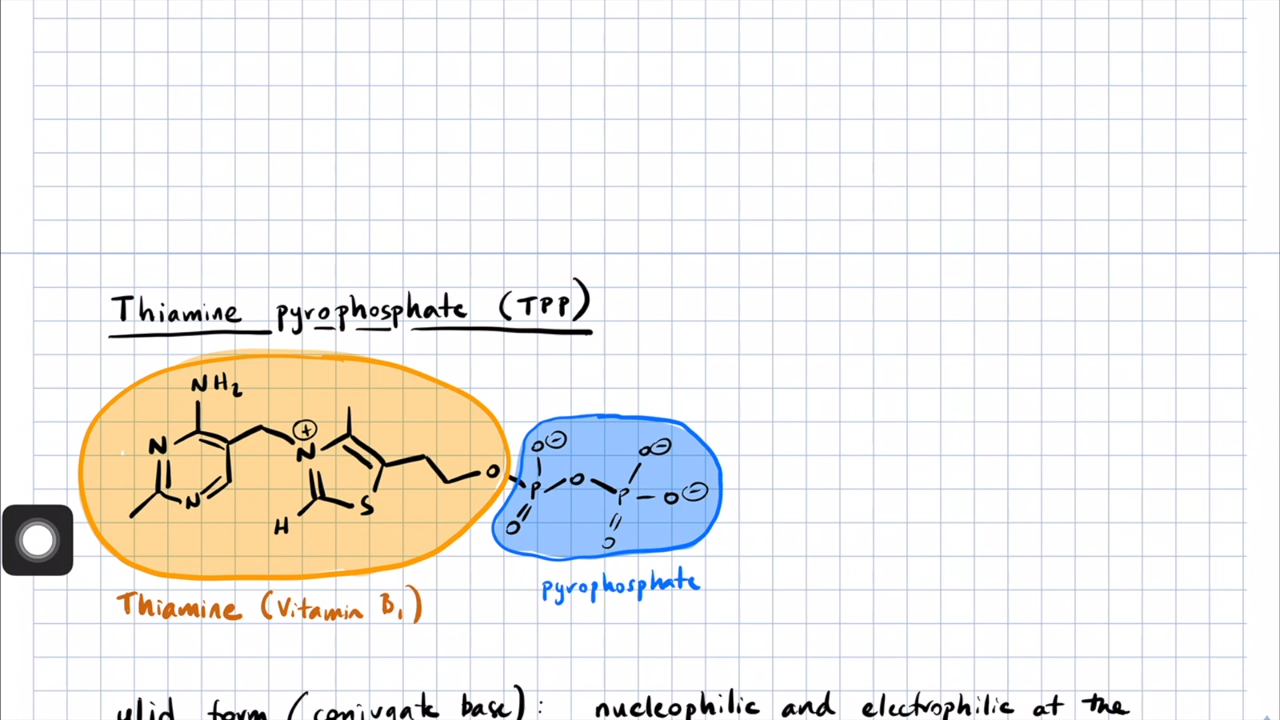 Thiamine pyrophosphate (TPP)
NH2
N
N
N
+
S
H
O
P
O
O
O
P
O
O
O
pyrophosphate
Thiamine (Vitamin B1)
ylid form (conjugate base): nucleophilic and electrophilic at the